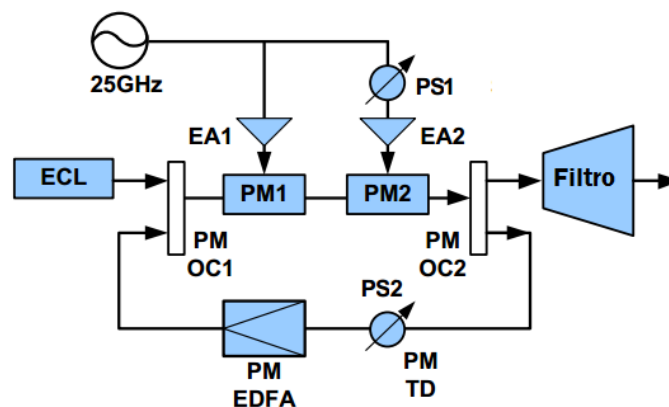 25GHz
PS1
EA1
EA2
ECL
PM1
PM2
Filtro
PM
OC1
PM
OC2
PS2
PM
EDFA
PM
TD